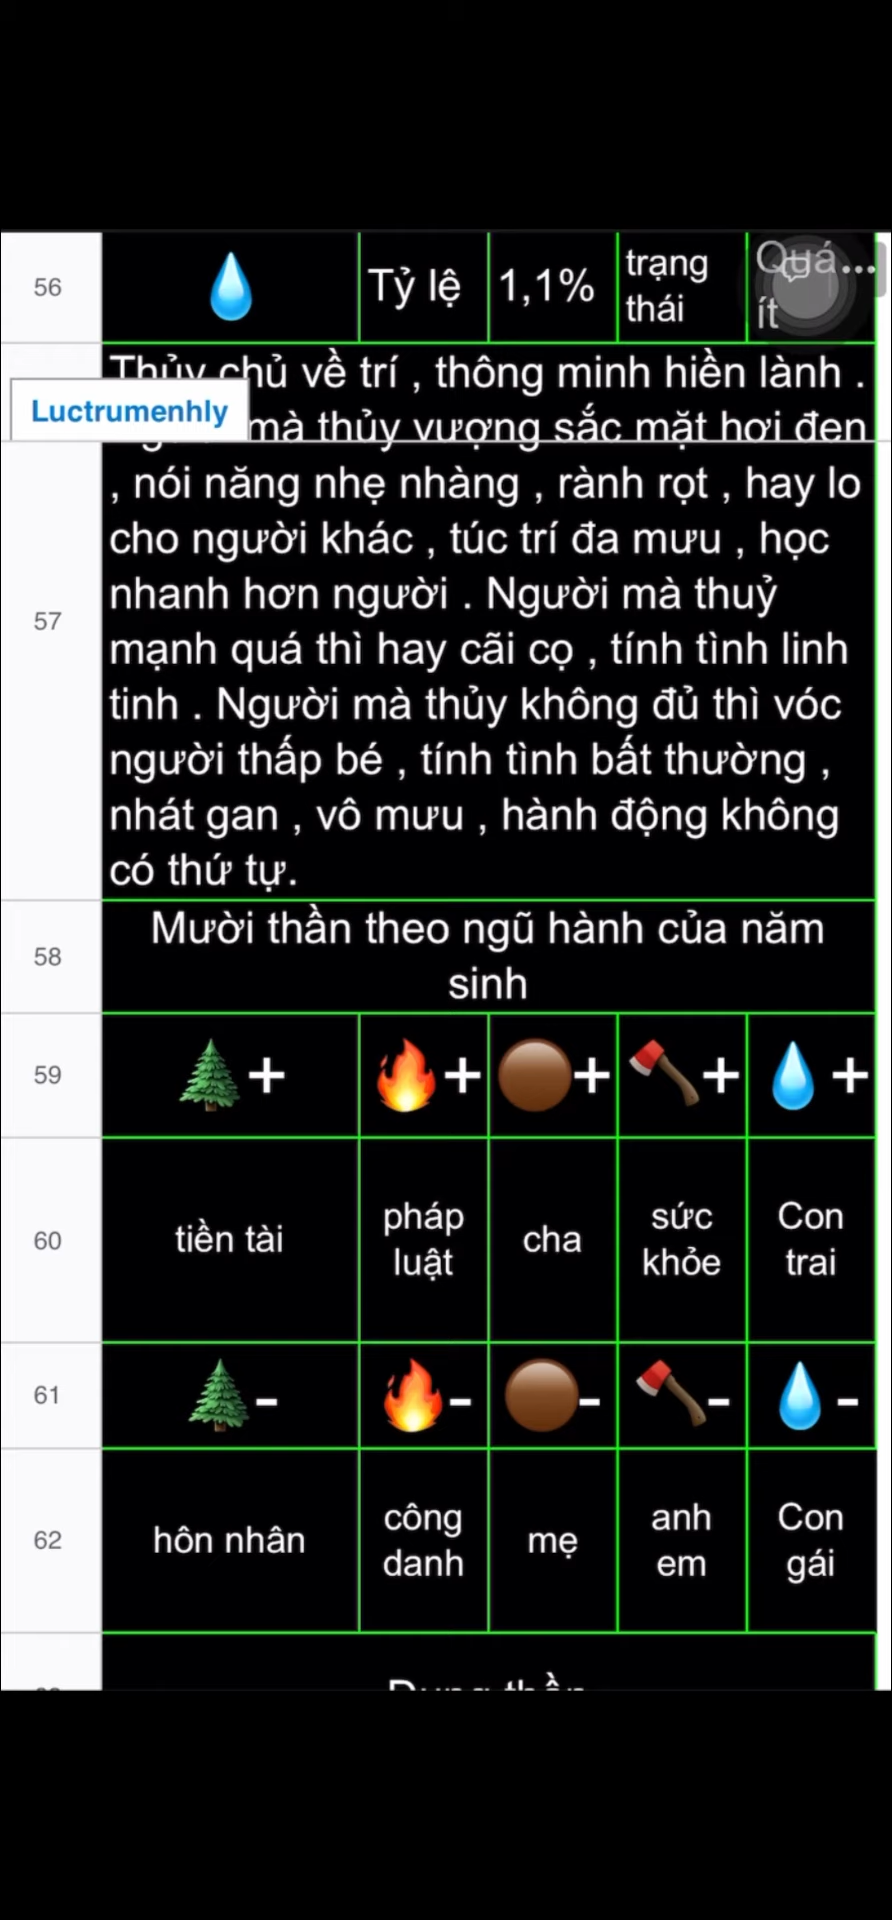 56
Tỷ lệ
1,1%
trạng
thái
Quá...
ít
Thủy chủ về trí , thông minh hiền lành .
Luctrumenhly
mà thủy vượng sắc mặt hơi đen
57
, nói năng nhẹ nhàng , rành rọt , hay lo
cho người khác , túc trí đa mưu , học
nhanh hơn người . Người mà thuỷ
mạnh quá thì hay cãi cọ , tính tình linh
tinh . Người mà thủy không đủ thì vóc
người thấp bé , tính tình bất thường ,
nhát gan , vô mưu , hành động không
có thứ tự.
58
Mười thần theo ngũ hành của năm
sinh
59
+ + + + +
60
tiền tài
pháp
luật
cha
sức
khỏe
Con
trai
61
- - - - -
62
hôn nhân
công
danh
mẹ
anh
em
Con
gái